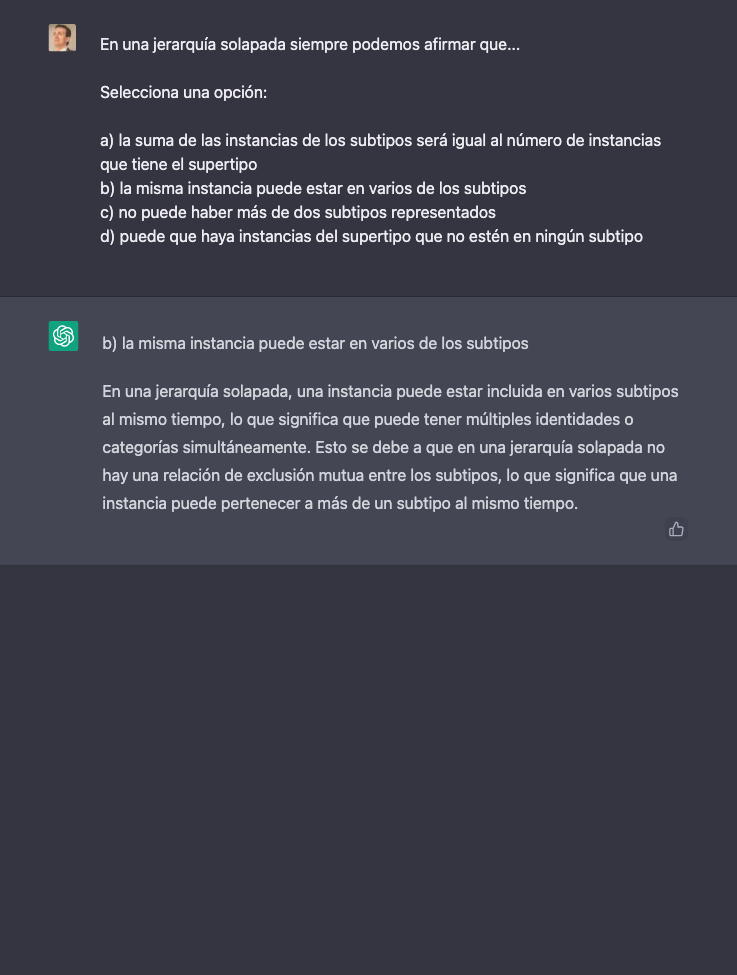 En una jerarquía solapada siempre podemos afirmar que...
Selecciona una opción:
a) la suma de las instancias de los subtipos será igual al número de instancias
que tiene el supertipo
b) la misma instancia puede estar en varios de los subtipos
c) no puede haber más de dos subtipos representados
d) puede que haya instancias del supertipo que no estén en ningún subtipo
b) la misma instancia puede estar en varios de los subtipos
En una jerarquía solapada, una instancia puede estar incluida en varios subtipos
al mismo tiempo, lo que significa que puede tener múltiples identidades o
categorías simultáneamente. Esto se debe a que en una jerarquía solapada no
hay una relación de exclusión mutua entre los subtipos, lo que significa que una
instancia puede pertenecer a más de un subtipo al mismo tiempo.